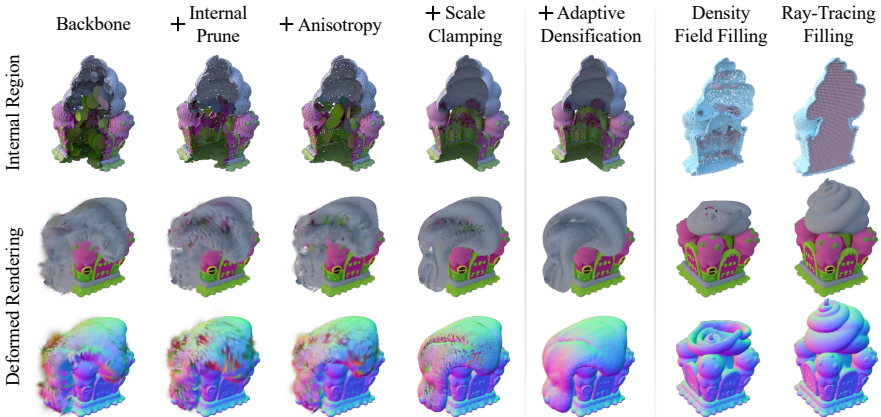 Backbone
+ Internal
Prune
+ Anisotropy
+ Scale
Clamping
+ Adaptive
Densification
Density
Field Filling
Ray-Tracing
Filling
Internal Region
Deformed Rendering